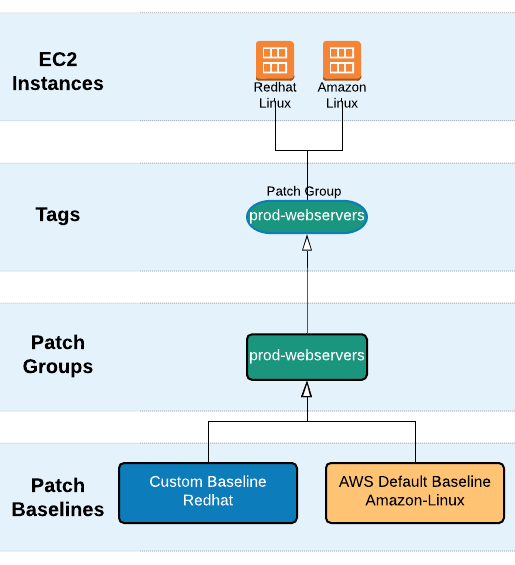 EC2
Instances
Redhat
Linux
Amazon
Linux
Tags
Patch Group
prod-webservers
Patch
Groups
prod-webservers
Patch
Baselines
Custom Baseline
Redhat
AWS Default Baseline
Amazon-Linux